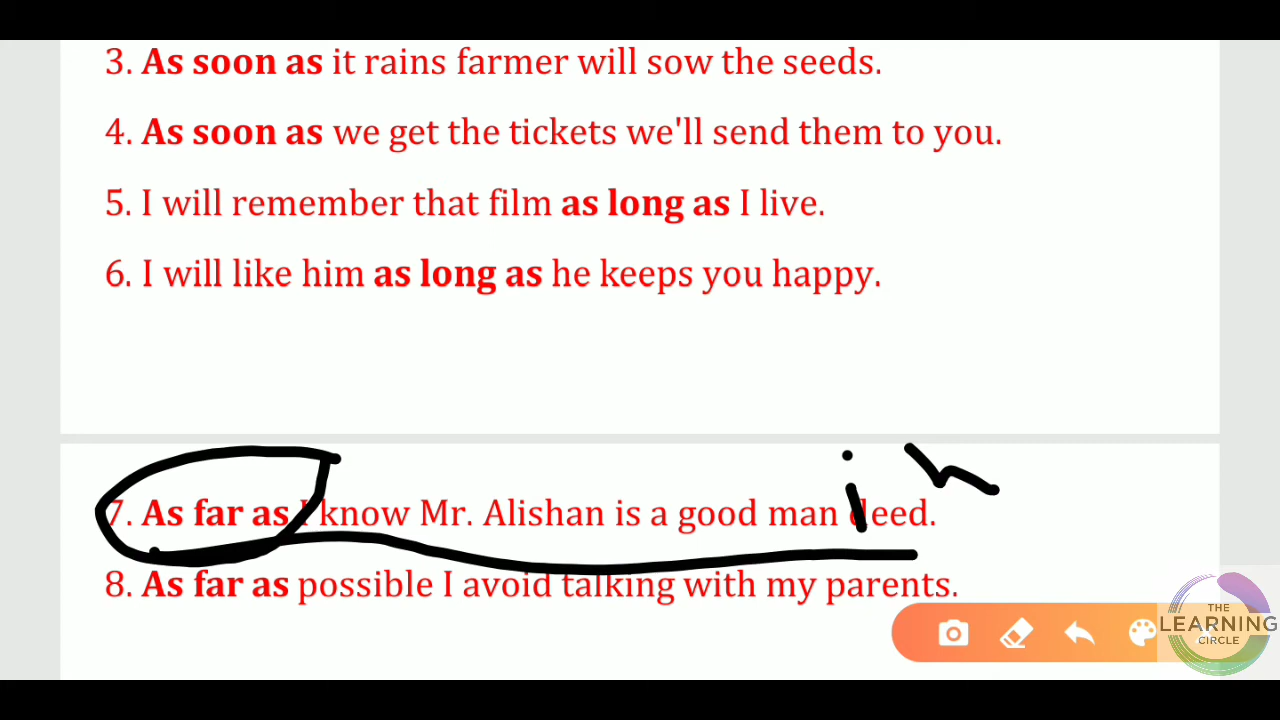 3. As soon as it rains farmer will sow the seeds.
4. As soon as we get the tickets we'll send them to you.
5. I will remember that film as long as I live.
6. I will like him as long as he keeps you happy.
in
7. As far as I know Mr. Alishan is a good man deed.
8. As far as possible I avoid talking with my parents.
THE
LEARNING
CIRCLE